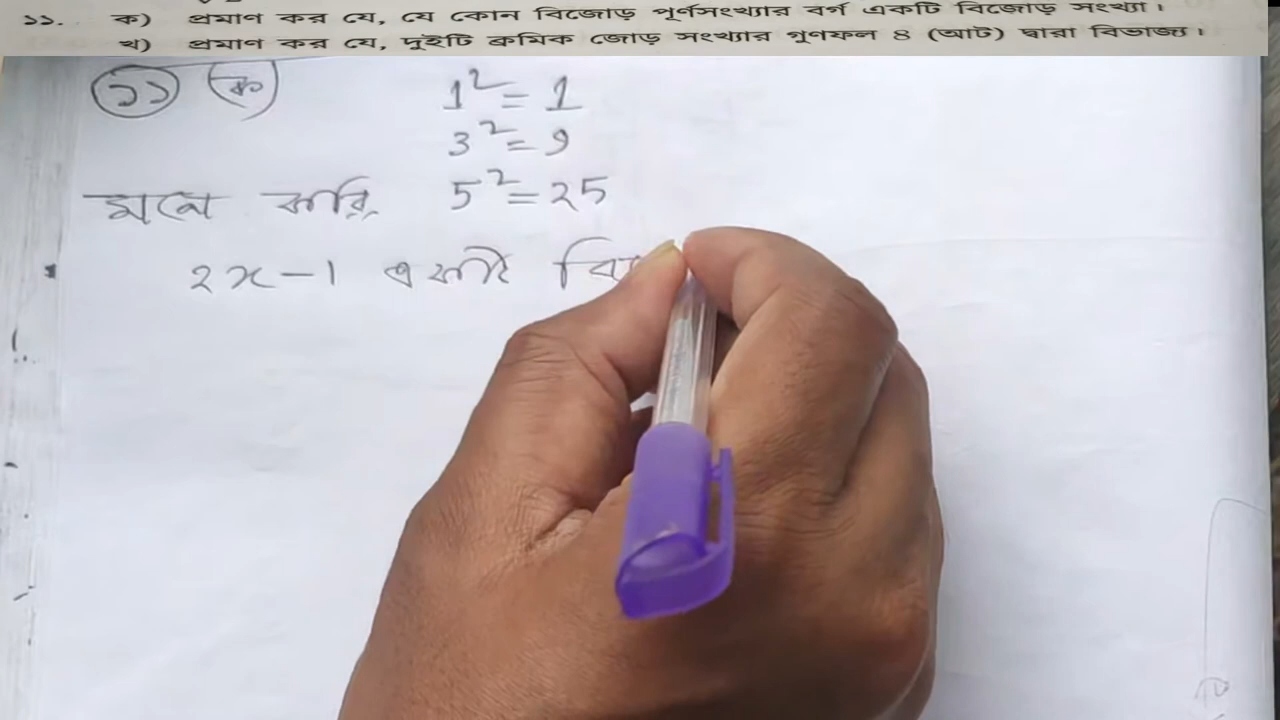 ১১. ক) প্রমাণ কর যে, যে কোন বিজোড় পূর্ণসংখ্যার বর্গ একটি বিজোড় সংখ্যা।
খ) প্রমাণ কর যে, দুইটি ক্রমিক জোড় সংখ্যার গুণফল ৪ (আট) দ্বারা বিভাজ্য।
১১ ক
1² = 1
3² = 9
মনে করি, 5² = 25
2x-1 একটি